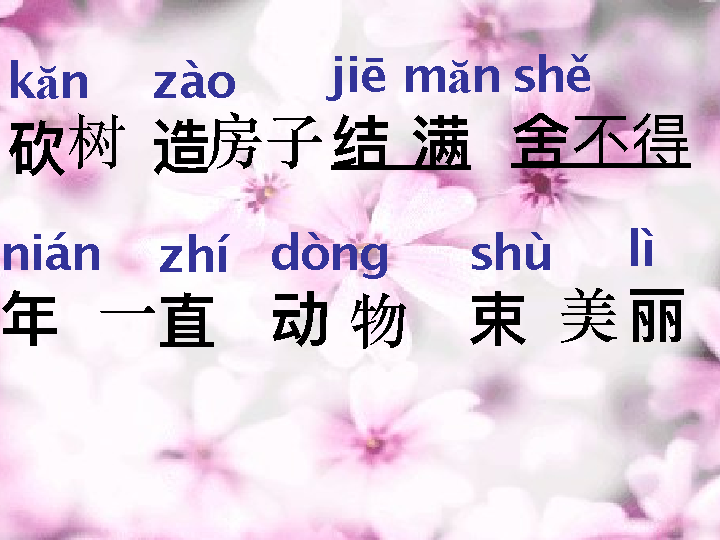 kǎn zào jiē mǎn shě
砍树 造房子 结 满 舍不得
nián zhí dòng shù lì
年 一直 动 物 束 美丽